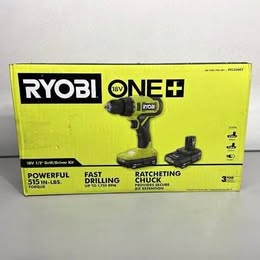 RYOBI ONE+
18V
18V 1/2" Drill/Driver Kit
POWERFUL
515 IN-LBS.
TORQUE
FAST
DRILLING
UP TO 1,750 RPM
RATCHETING
CHUCK
PROVIDES SECURE
BIT RETENTION
3 YEAR